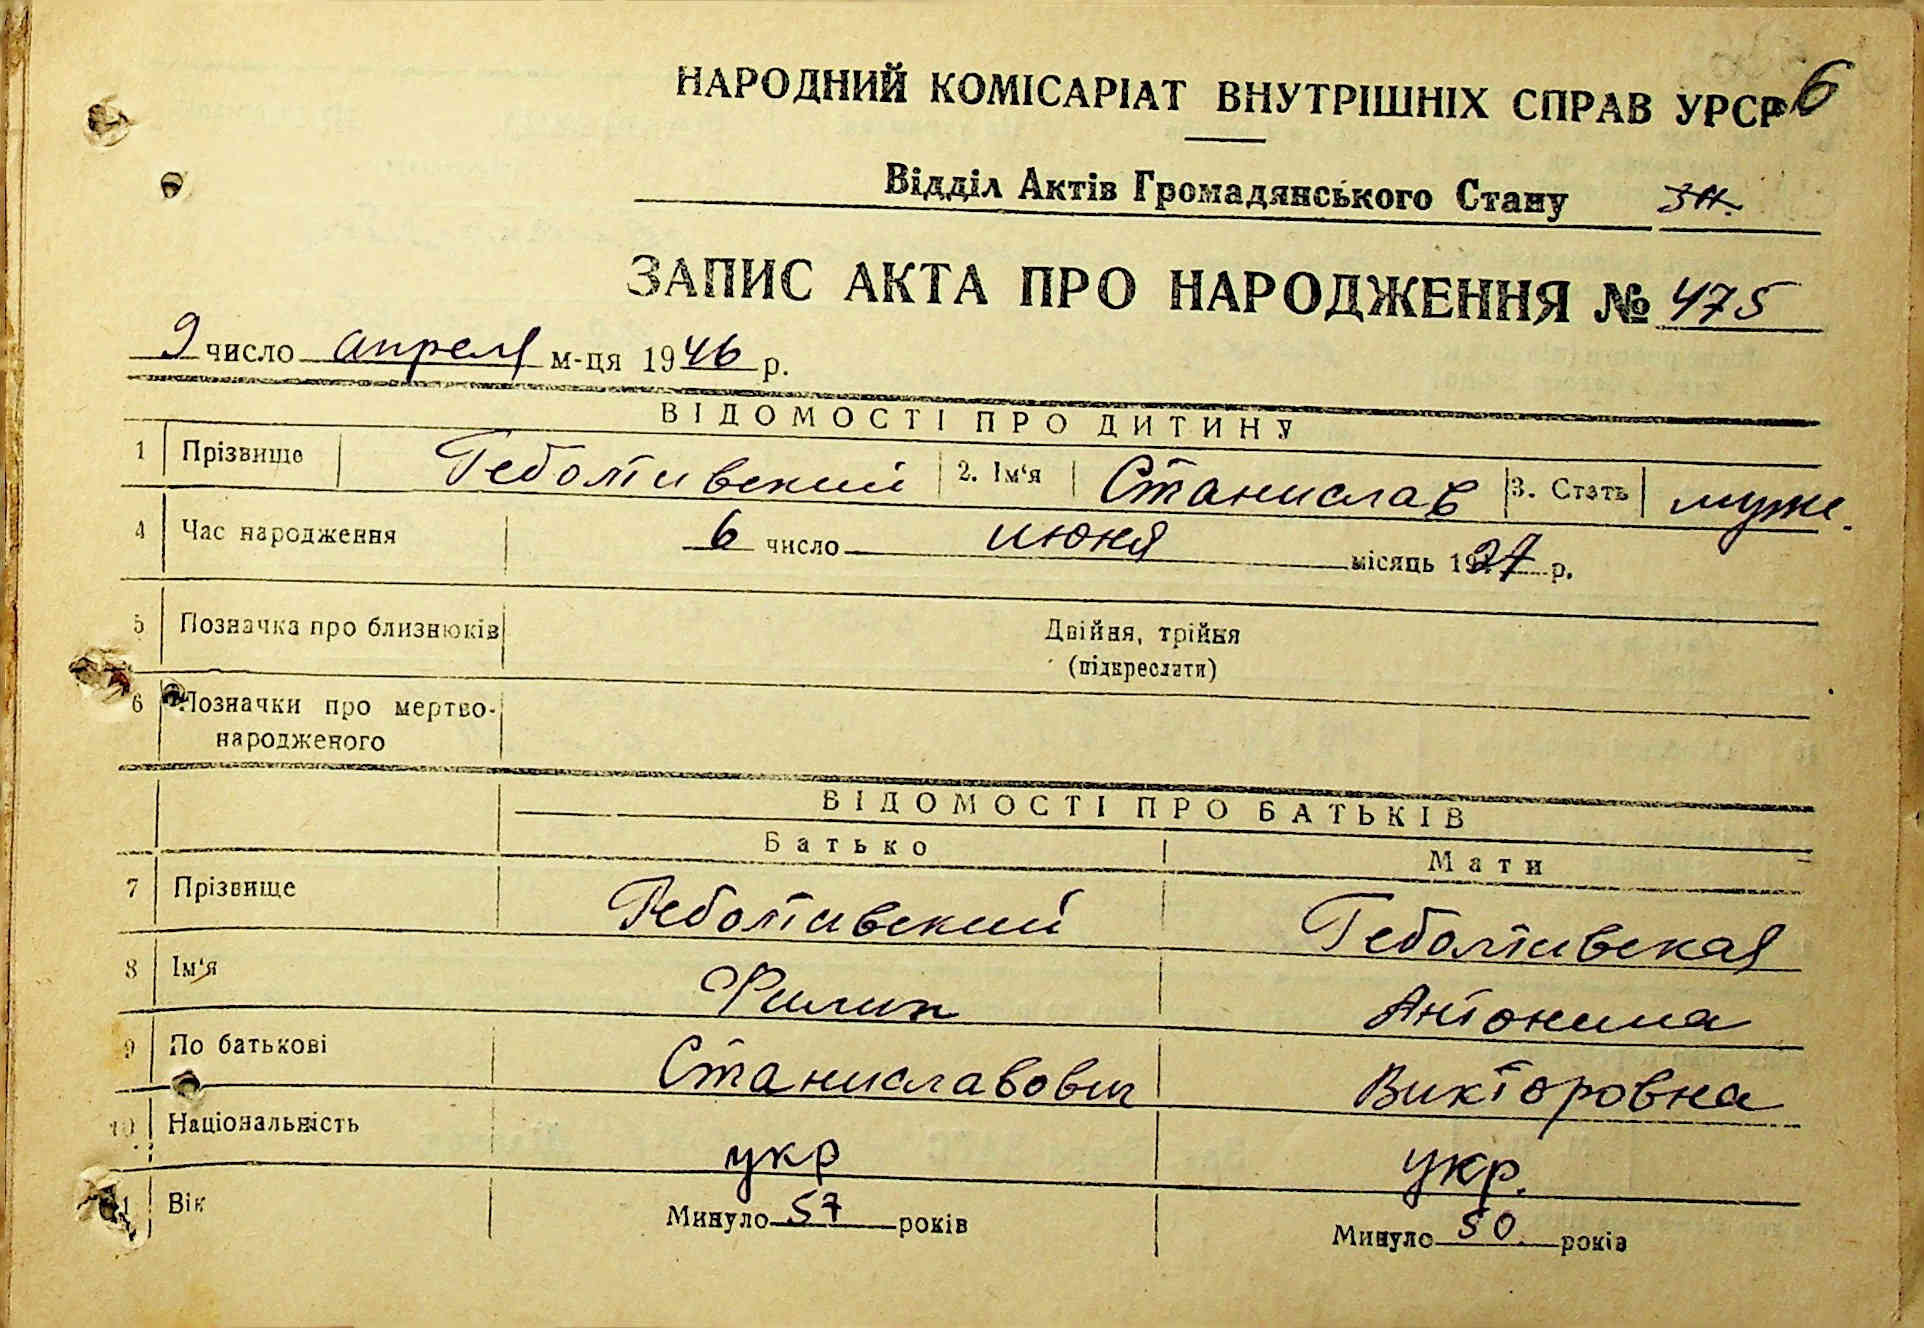 НАРОДНИЙ КОМІСАРІАТ ВНУТРІШНІХ СПРАВ УРСР 6
Відділ Актів Громадянського Стану
ЗАПИС АКТА ПРО НАРОДЖЕННЯ № 475
9 число апреля м-ця 1946 р.
ВІДОМОСТІ ПРО ДИТИНУ
1 Прізвище Геболтивский 2. Ім'я Станислав 3. Стать мужс.
4 Час народження 6 число июня місяць 1927 р.
5 Позначка про близнюків Двійня, трійня
(підкреслити)
6 Позначки про мертво-
народженого
ВІДОМОСТІ ПРО БАТЬКІВ
Батько Мати
7 Прізвище Геболтивский Геболтивская
8 Ім'я Филип Антонина
9 По батькові Станиславович Викторовна
10 Національність укр укр.
11 Вік Минуло 57 років Минуло 50 років